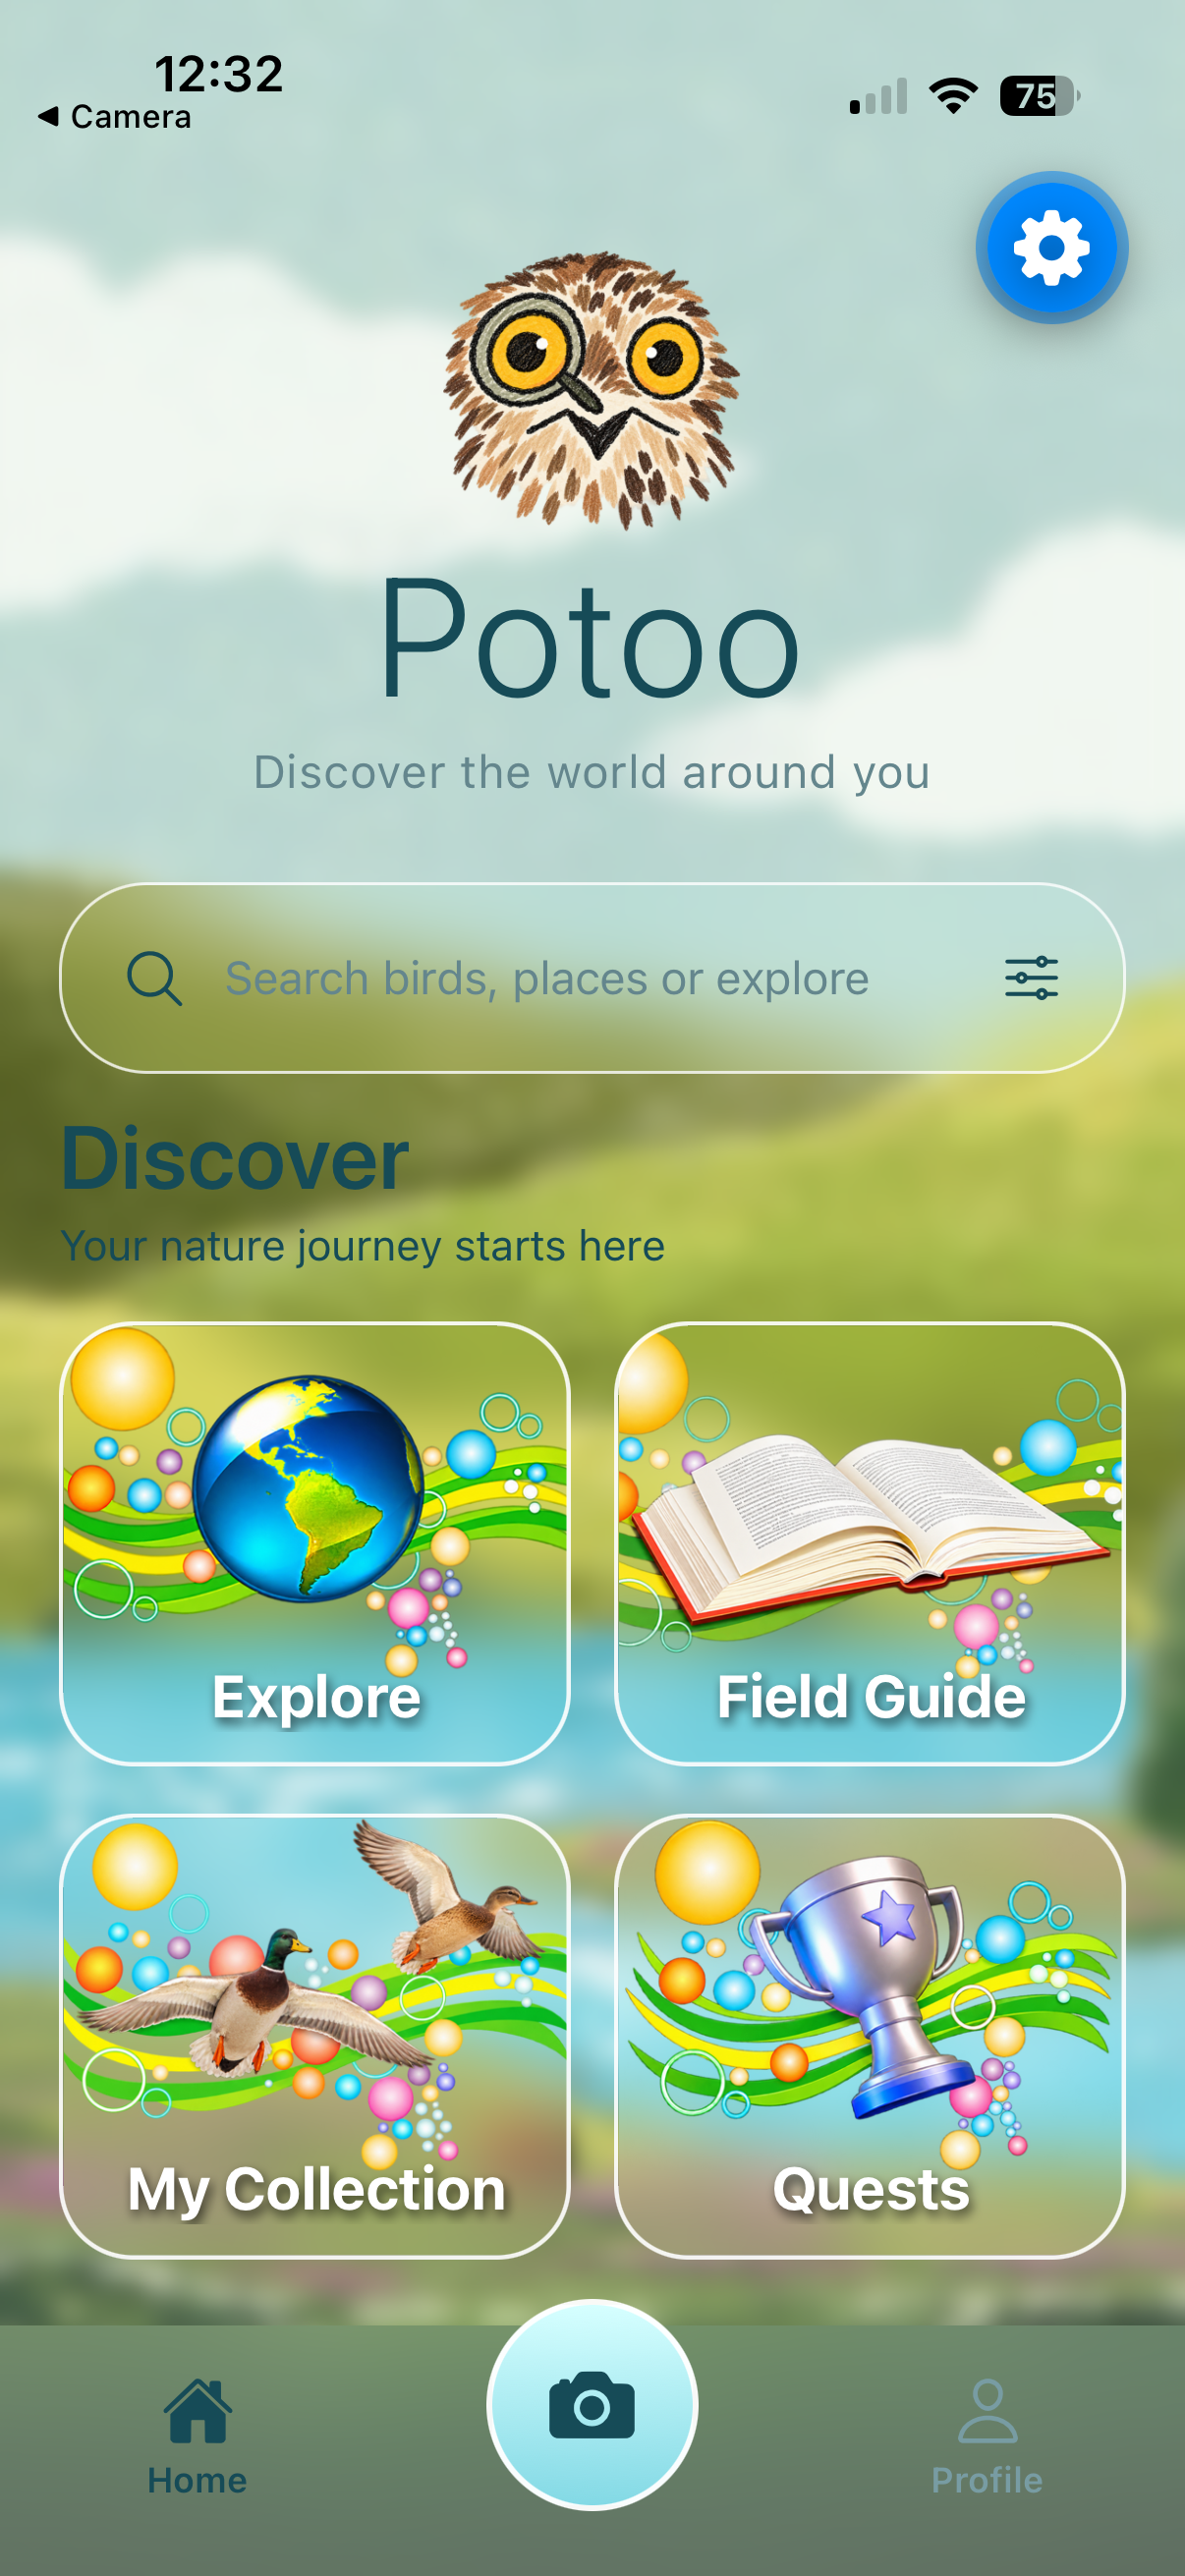 12:32
Camera
75
Potoo
Discover the world around you
Search birds, places or explore
Discover
Your nature journey starts here
Explore
Field Guide
My Collection
Quests
Home
Profile